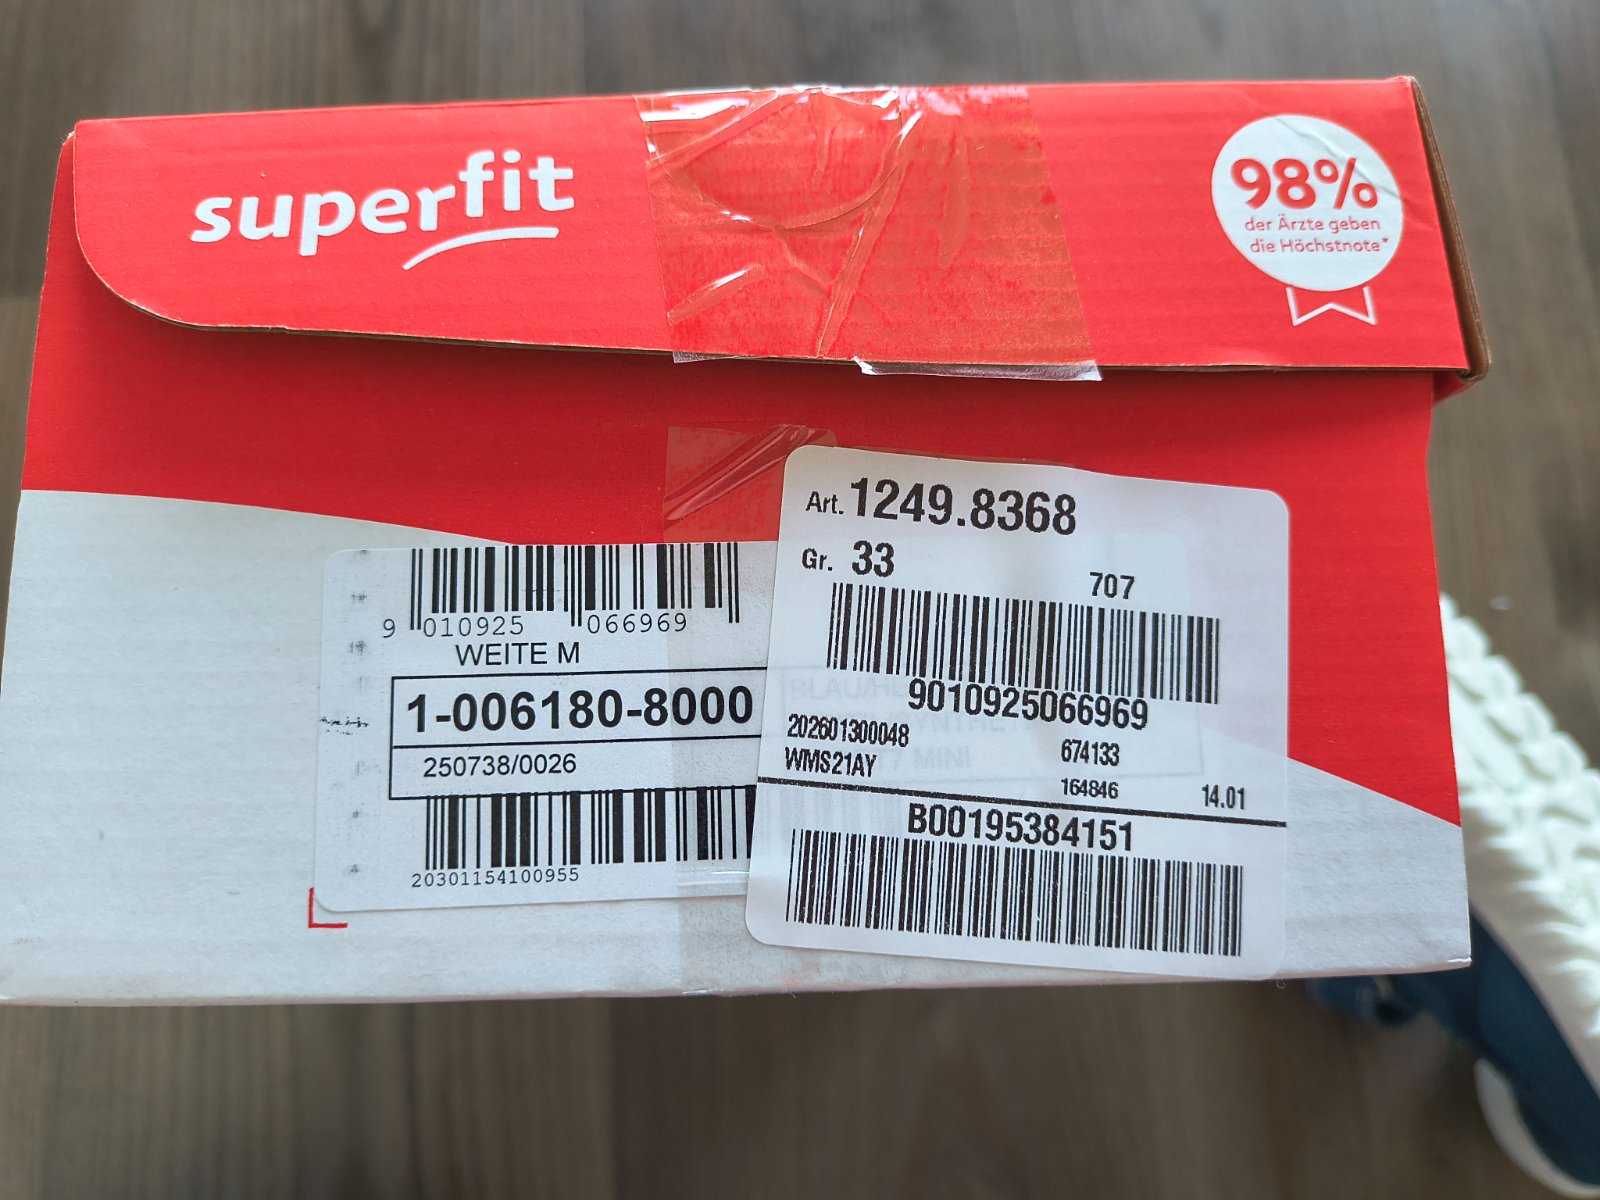 superfit
98%
der Ärzte geben
die Höchstnote*
9 010925 066969
WEITE M
1-006180-8000
250738/0026
20301154100955
Art. 1249.8368
Gr. 33
707
9010925066969
202601300048
674133
WMS21AY
164846
14.01
B00195384151
MINI